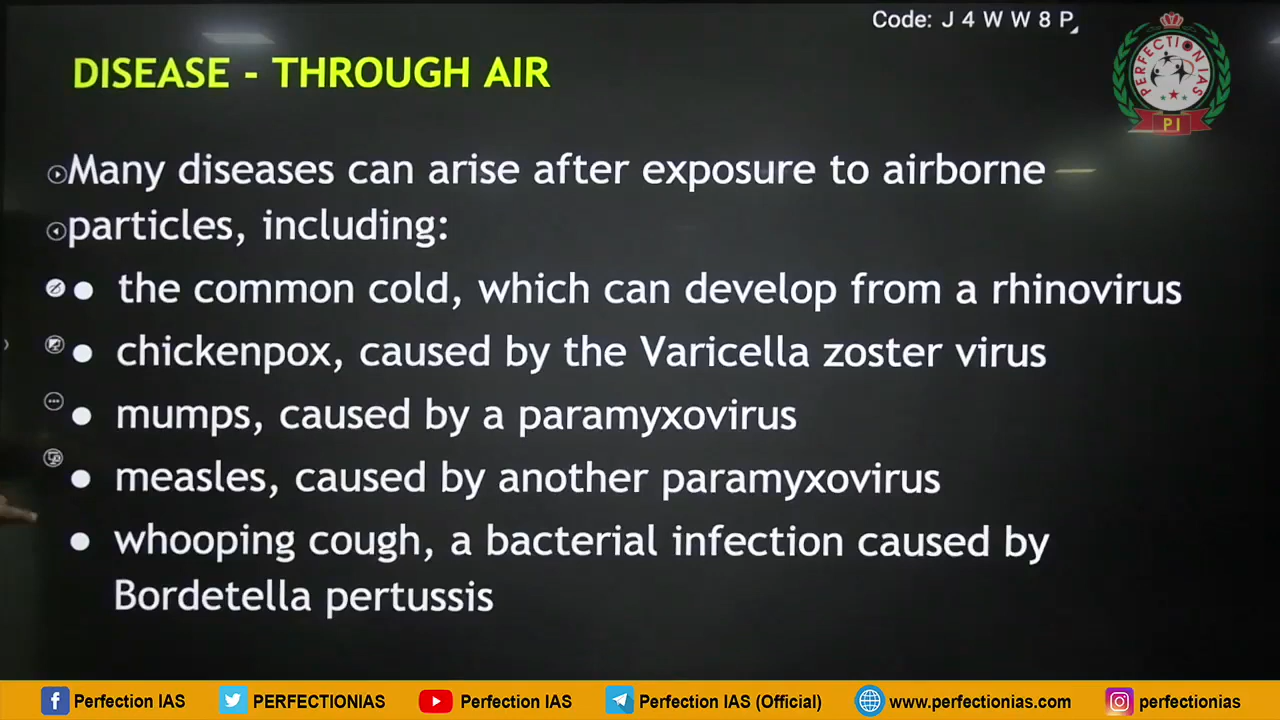 Code: J 4 W W 8 P
PERFECTION IAS
PI
DISEASE - THROUGH AIR
Many diseases can arise after exposure to airborne
particles, including:
● the common cold, which can develop from a rhinovirus
● chickenpox, caused by the Varicella zoster virus
● mumps, caused by a paramyxovirus
● measles, caused by another paramyxovirus
● whooping cough, a bacterial infection caused by
Bordetella pertussis
Perfection IAS PERFECTIONIAS Perfection IAS Perfection IAS (Official) www.perfectionias.com perfectionias